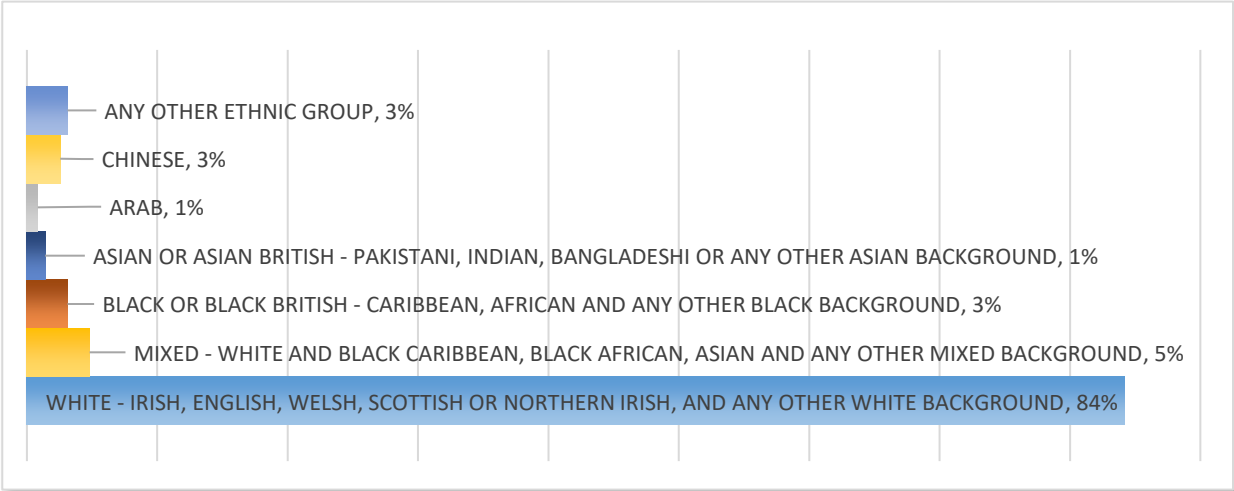 ANY OTHER ETHNIC GROUP, 3%
CHINESE, 3%
ARAB, 1%
ASIAN OR ASIAN BRITISH - PAKISTANI, INDIAN, BANGLADESHI OR ANY OTHER ASIAN BACKGROUND, 1%
BLACK OR BLACK BRITISH - CARIBBEAN, AFRICAN AND ANY OTHER BLACK BACKGROUND, 3%
MIXED - WHITE AND BLACK CARIBBEAN, BLACK AFRICAN, ASIAN AND ANY OTHER MIXED BACKGROUND, 5%
WHITE - IRISH, ENGLISH, WELSH, SCOTTISH OR NORTHERN IRISH, AND ANY OTHER WHITE BACKGROUND, 84%